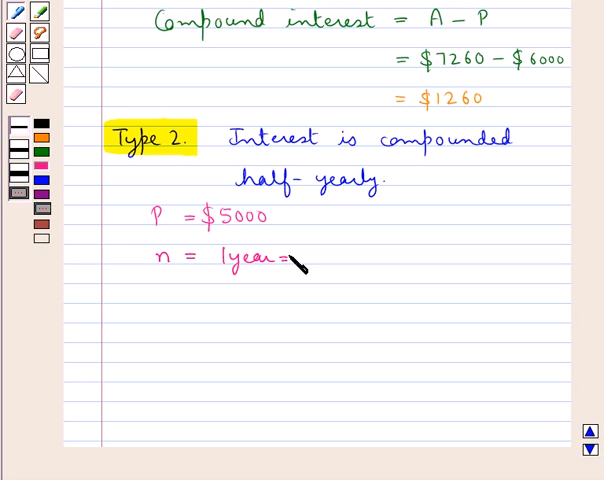 Compound interest = A - P
= $7260 - $6000
= $1260
Type 2. Interest is compounded
half-yearly.
P = $5000
n = 1 year =